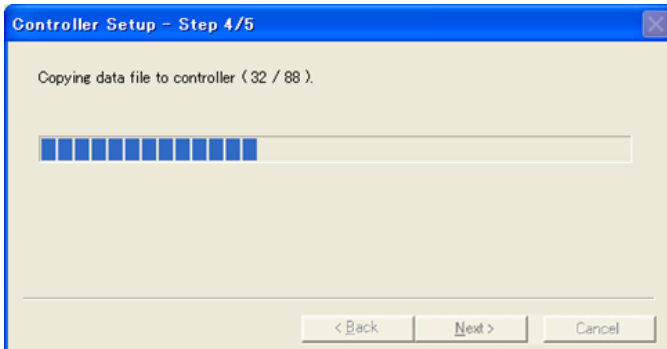 Controller Setup - Step 4/5
Copying data file to controller ( 32 / 88 ).
< Back
Next >
Cancel